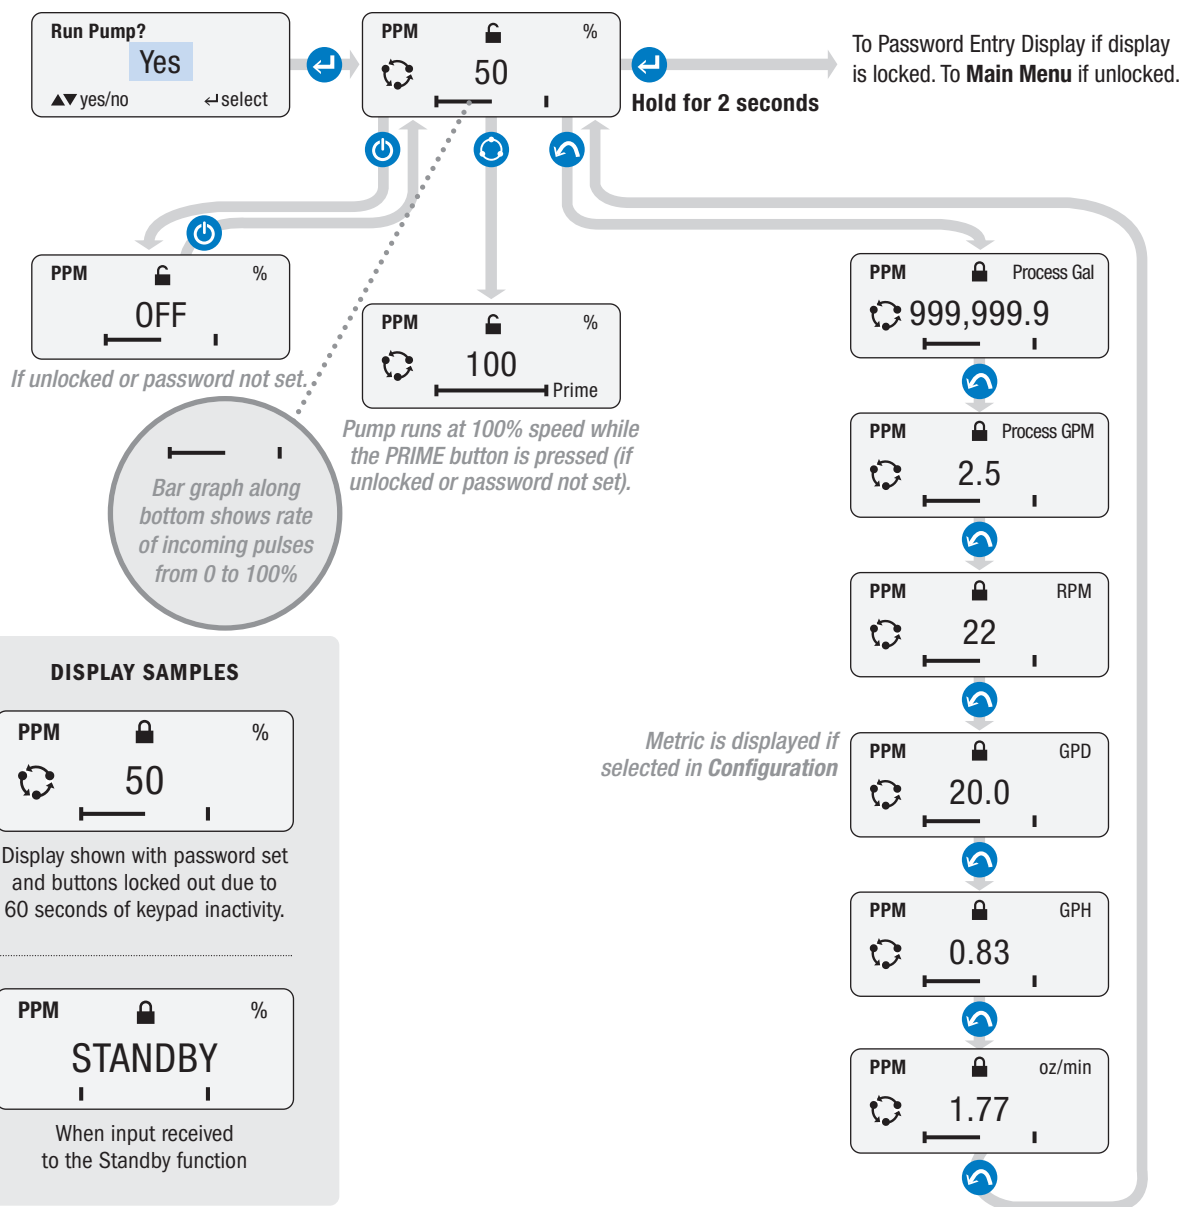 Run Pump?
Yes
▲▼ yes/no ↵ select
PPM %
50
Hold for 2 seconds
To Password Entry Display if display
is locked. To Main Menu if unlocked.
PPM %
OFF
If unlocked or password not set.
PPM %
100
Prime
Pump runs at 100% speed while
the PRIME button is pressed (if
unlocked or password not set).
Bar graph along
bottom shows rate
of incoming pulses
from 0 to 100%
DISPLAY SAMPLES
PPM %
50
Display shown with password set
and buttons locked out due to
60 seconds of keypad inactivity.
PPM %
STANDBY
When input received
to the Standby function
PPM Process Gal
999,999.9
PPM Process GPM
2.5
PPM RPM
22
Metric is displayed if
selected in Configuration
PPM GPD
20.0
PPM GPH
0.83
PPM oz/min
1.77